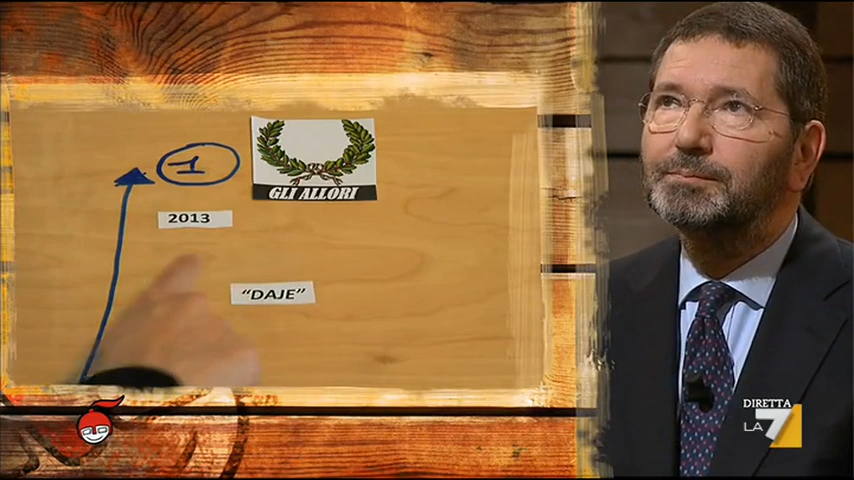 1
GLI ALLORI
2013
"DAJE"
DIRETTA
LA7